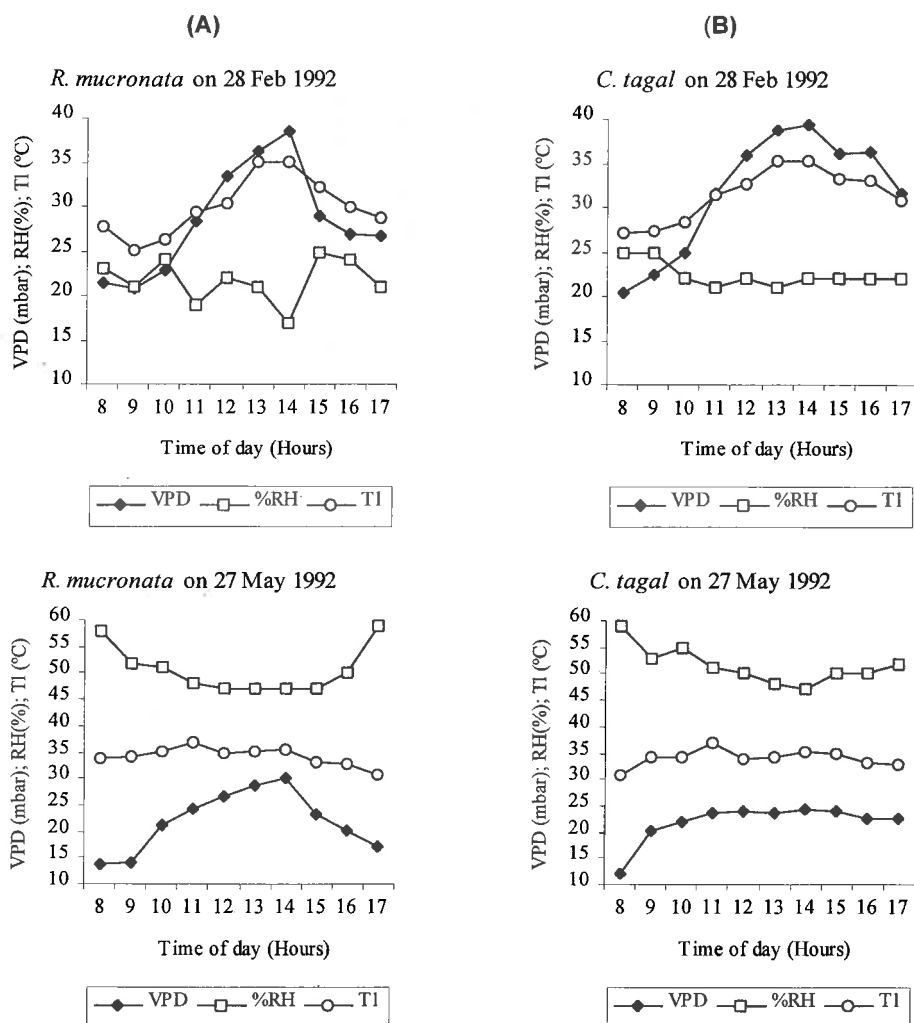 (A)
(B)
R. mucronata on 28 Feb 1992
C. tagal on 28 Feb 1992
VPD (mbar); RH(%); Tl (ºC)
40
35
30
25
20
15
10
8 9 10 11 12 13 14 15 16 17
Time of day (Hours)
VPD %RH Tl
VPD (mbar); RH(%); Tl (ºC)
40
35
30
25
20
15
10
8 9 10 11 12 13 14 15 16 17
Time of day (Hours)
VPD %RH Tl
R. mucronata on 27 May 1992
C. tagal on 27 May 1992
VPD (mbar); RH(%); Tl (ºC)
60
55
50
45
40
35
30
25
20
15
10
8 9 10 11 12 13 14 15 16 17
Time of day (Hours)
VPD %RH Tl
VPD (mbar); RH(%); Tl (ºC)
60
55
50
45
40
35
30
25
20
15
10
8 9 10 11 12 13 14 15 16 17
Time of day (Hours)
VPD %RH Tl